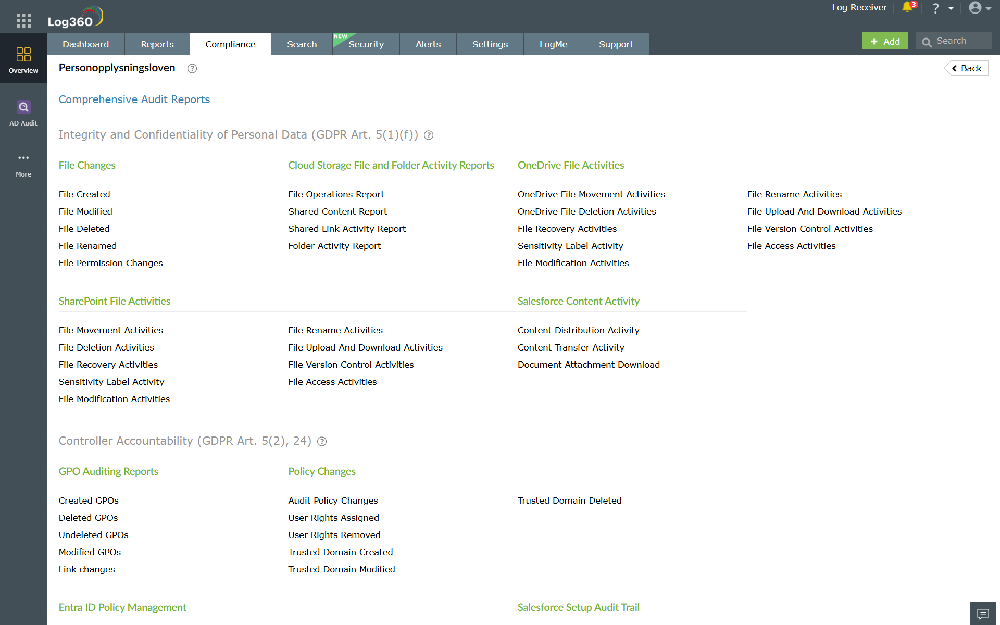 Log360
Log Receiver
3
?
Dashboard
Reports
Compliance
Search
NEW
Security
Alerts
Settings
LogMe
Support
+ Add
Search
Overview
AD Audit
More
Personopplysningsloven ?
Back
Comprehensive Audit Reports
Integrity and Confidentiality of Personal Data (GDPR Art. 5(1)(f)) ?
File Changes
File Created
File Modified
File Deleted
File Renamed
File Permission Changes
Cloud Storage File and Folder Activity Reports
File Operations Report
Shared Content Report
Shared Link Activity Report
Folder Activity Report
OneDrive File Activities
OneDrive File Movement Activities
OneDrive File Deletion Activities
File Recovery Activities
Sensitivity Label Activity
File Modification Activities
File Rename Activities
File Upload And Download Activities
File Version Control Activities
File Access Activities
SharePoint File Activities
File Movement Activities
File Deletion Activities
File Recovery Activities
Sensitivity Label Activity
File Modification Activities
File Rename Activities
File Upload And Download Activities
File Version Control Activities
File Access Activities
Salesforce Content Activity
Content Distribution Activity
Content Transfer Activity
Document Attachment Download
Controller Accountability (GDPR Art. 5(2), 24) ?
GPO Auditing Reports
Created GPOs
Deleted GPOs
Undeleted GPOs
Modified GPOs
Link changes
Policy Changes
Audit Policy Changes
User Rights Assigned
User Rights Removed
Trusted Domain Created
Trusted Domain Modified
Trusted Domain Deleted
Entra ID Policy Management
Salesforce Setup Audit Trail